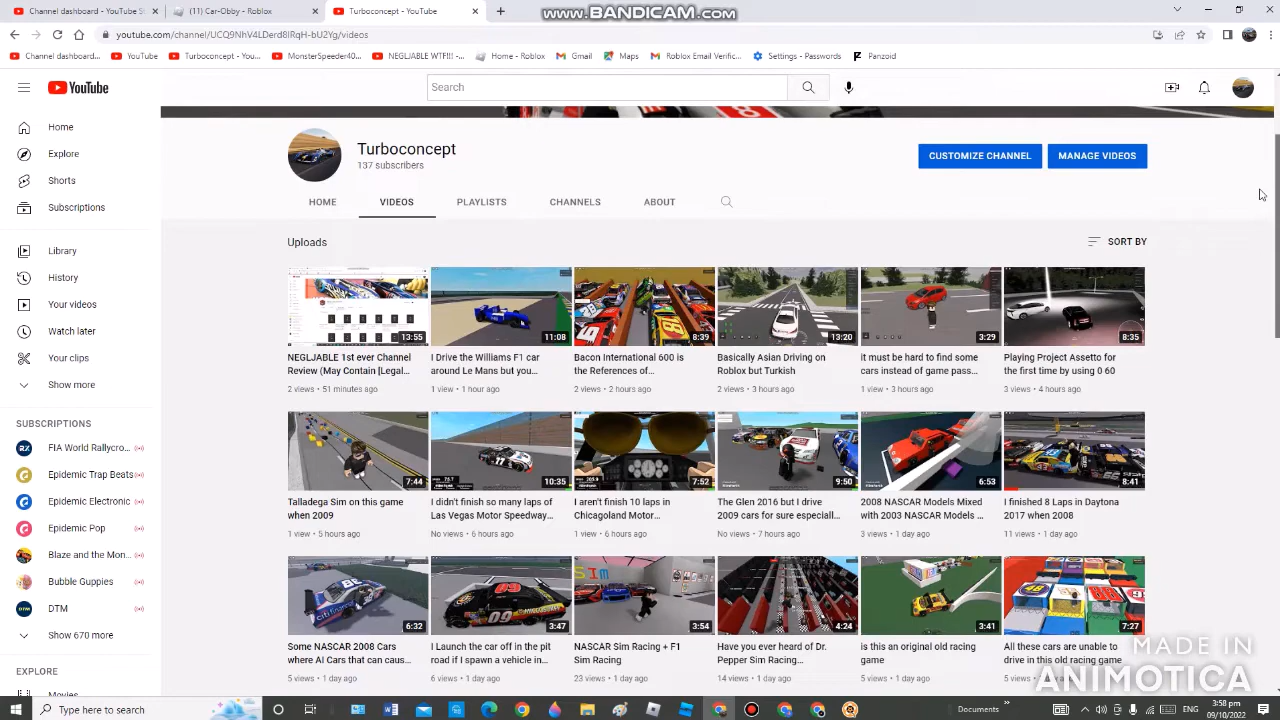 Channel dashboard - YouTube St
(11) Car-Obby - Roblox
Turboconcept - YouTube
WWW.BANDICAM.COM
youtube.com/channel/UCQ9NhV4LDerd8IRqH-bU2Yg/videos
Channel dashboard...
YouTube
Turboconcept - You...
MonsterSpeeder40...
NEGLJABLE WTF!!! -...
Home - Roblox
Gmail
Maps
Roblox Email Verific...
Settings - Passwords
Panzoid
YouTube
Search
Home
Explore
Shorts
Subscriptions
Library
History
Your videos
Watch later
Your clips
Show more
SUBSCRIPTIONS
FIA World Rallycro...
Epidemic Trap Beats
Epidemic Electronic
Epidemic Pop
Blaze and the Mon...
Bubble Guppies
DTM
Show 670 more
EXPLORE
Movies
Turboconcept
137 subscribers
CUSTOMIZE CHANNEL
MANAGE VIDEOS
HOME
VIDEOS
PLAYLISTS
CHANNELS
ABOUT
Uploads
SORT BY
13:55
NEGLJABLE 1st ever Channel
Review (May Contain [Legal...
2 views • 51 minutes ago
11:08
I Drive the Williams F1 car
around Le Mans but you...
1 view • 1 hour ago
8:39
Bacon International 600 is
the References of...
2 views • 2 hours ago
13:20
Basically Asian Driving on
Roblox but Turkish
2 views • 3 hours ago
3:29
it must be hard to find some
cars instead of game pass...
1 view • 3 hours ago
8:35
Playing Project Assetto for
the first time by using 0 60
3 views • 4 hours ago
7:44
Talladega Sim on this game
when 2009
1 view • 5 hours ago
10:35
I didn't finish so many laps of
Las Vegas Motor Speedway...
No views • 6 hours ago
7:52
I aren't finish 10 laps in
Chicagoland Motor...
1 view • 6 hours ago
9:50
The Glen 2016 but I drive
2009 cars for sure especiall...
No views • 7 hours ago
6:53
2008 NASCAR Models Mixed
with 2003 NASCAR Models ...
3 views • 1 day ago
8:41
I finished 8 Laps in Daytona
2017 when 2008
11 views • 1 day ago
6:32
Some NASCAR 2008 Cars
where AI Cars that can caus...
5 views • 1 day ago
3:47
I Launch the car off in the pit
road if I spawn a vehicle in...
6 views • 1 day ago
3:54
NASCAR Sim Racing + F1
Sim Racing
23 views • 1 day ago
4:24
Have you ever heard of Dr.
Pepper Sim Racing...
14 views • 1 day ago
3:41
is this an original old racing
game
5 views • 1 day ago
7:27
All these cars are unable to
drive in this old racing game
5 views • 1 day ago
MADE IN
ANIMOTICA
Type here to search
Documents
3:58 pm
09/10/2022